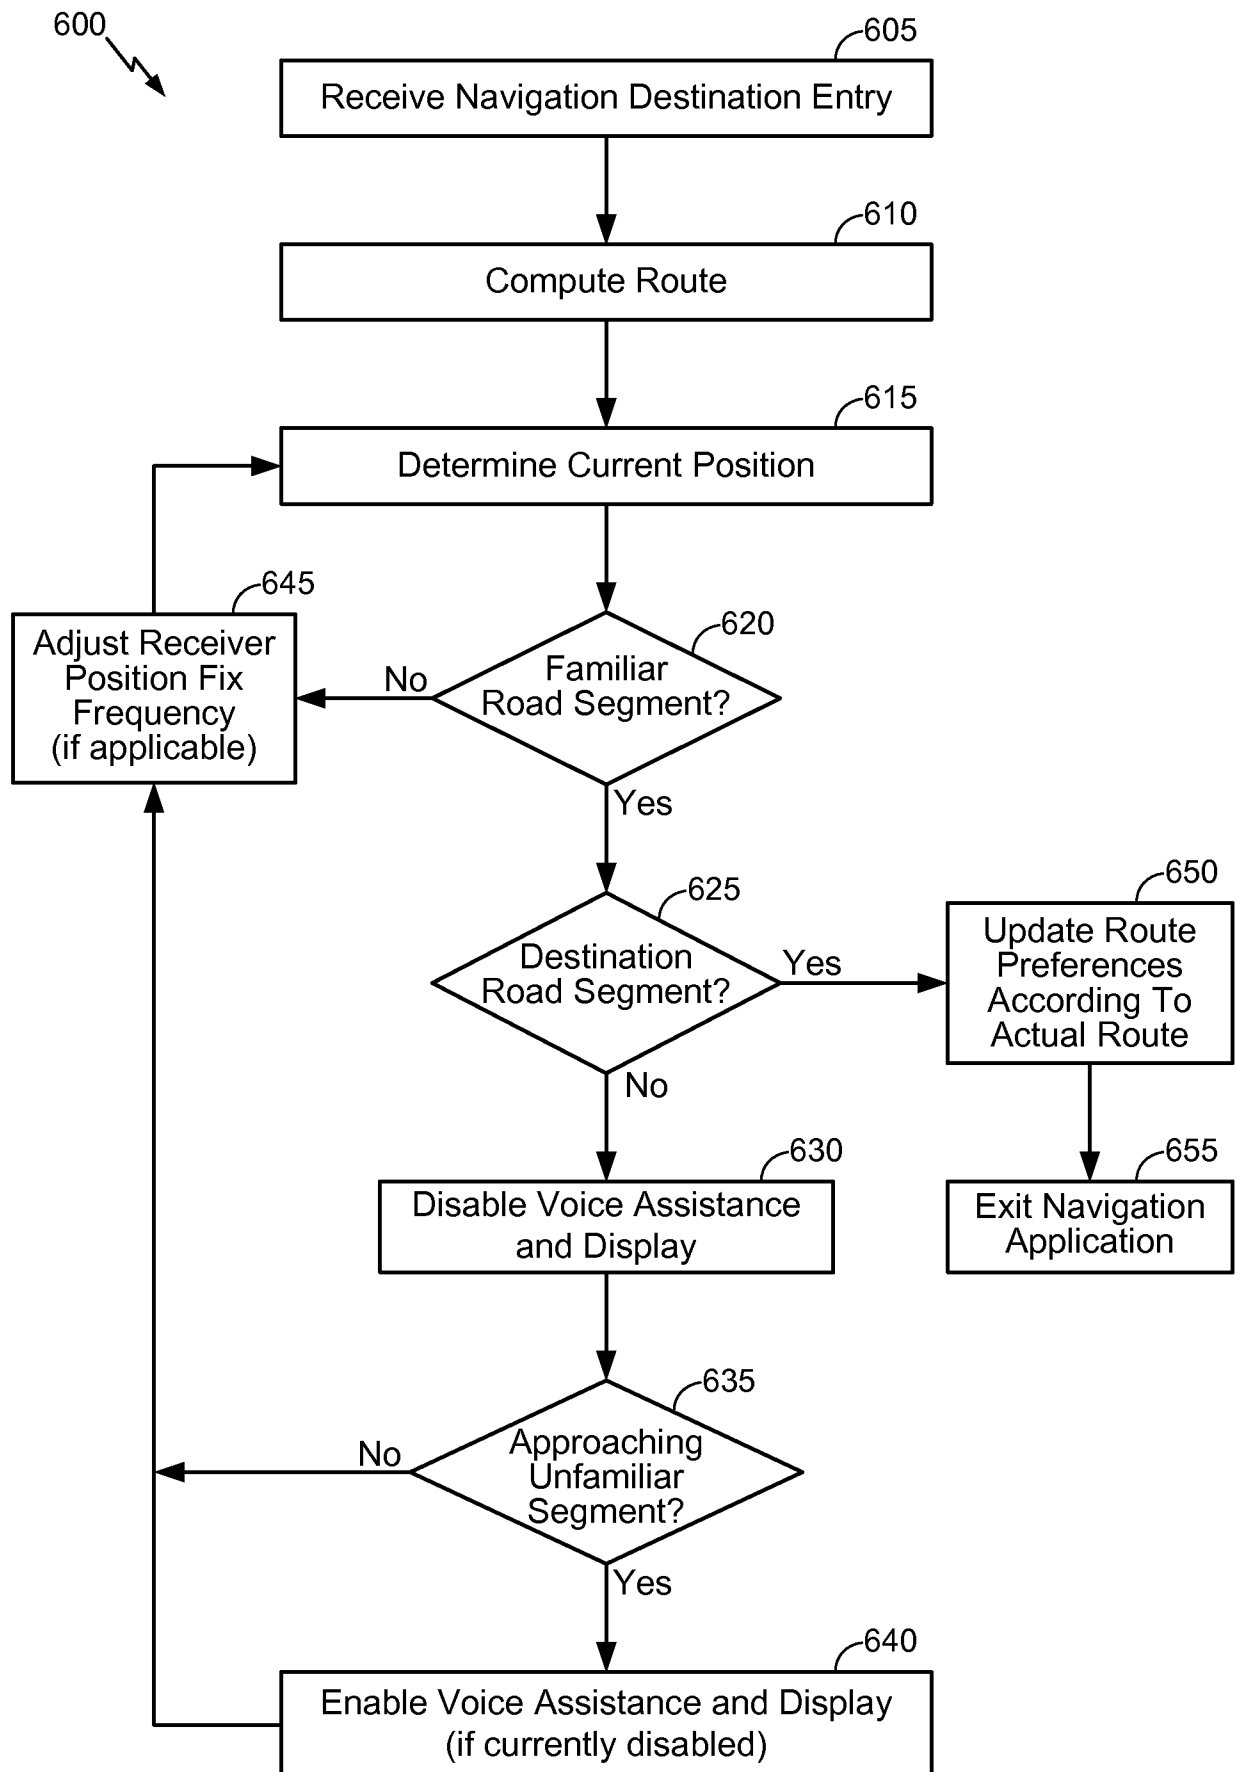 600
605
Receive Navigation Destination Entry
610
Compute Route
615
Determine Current Position
645
Adjust Receiver
Position Fix
Frequency
(if applicable)
620
Familiar
Road Segment?
No
Yes
625
Destination
Road Segment?
Yes
No
650
Update Route
Preferences
According To
Actual Route
630
Disable Voice Assistance
and Display
655
Exit Navigation
Application
635
Approaching
Unfamiliar
Segment?
No
Yes
640
Enable Voice Assistance and Display
(if currently disabled)